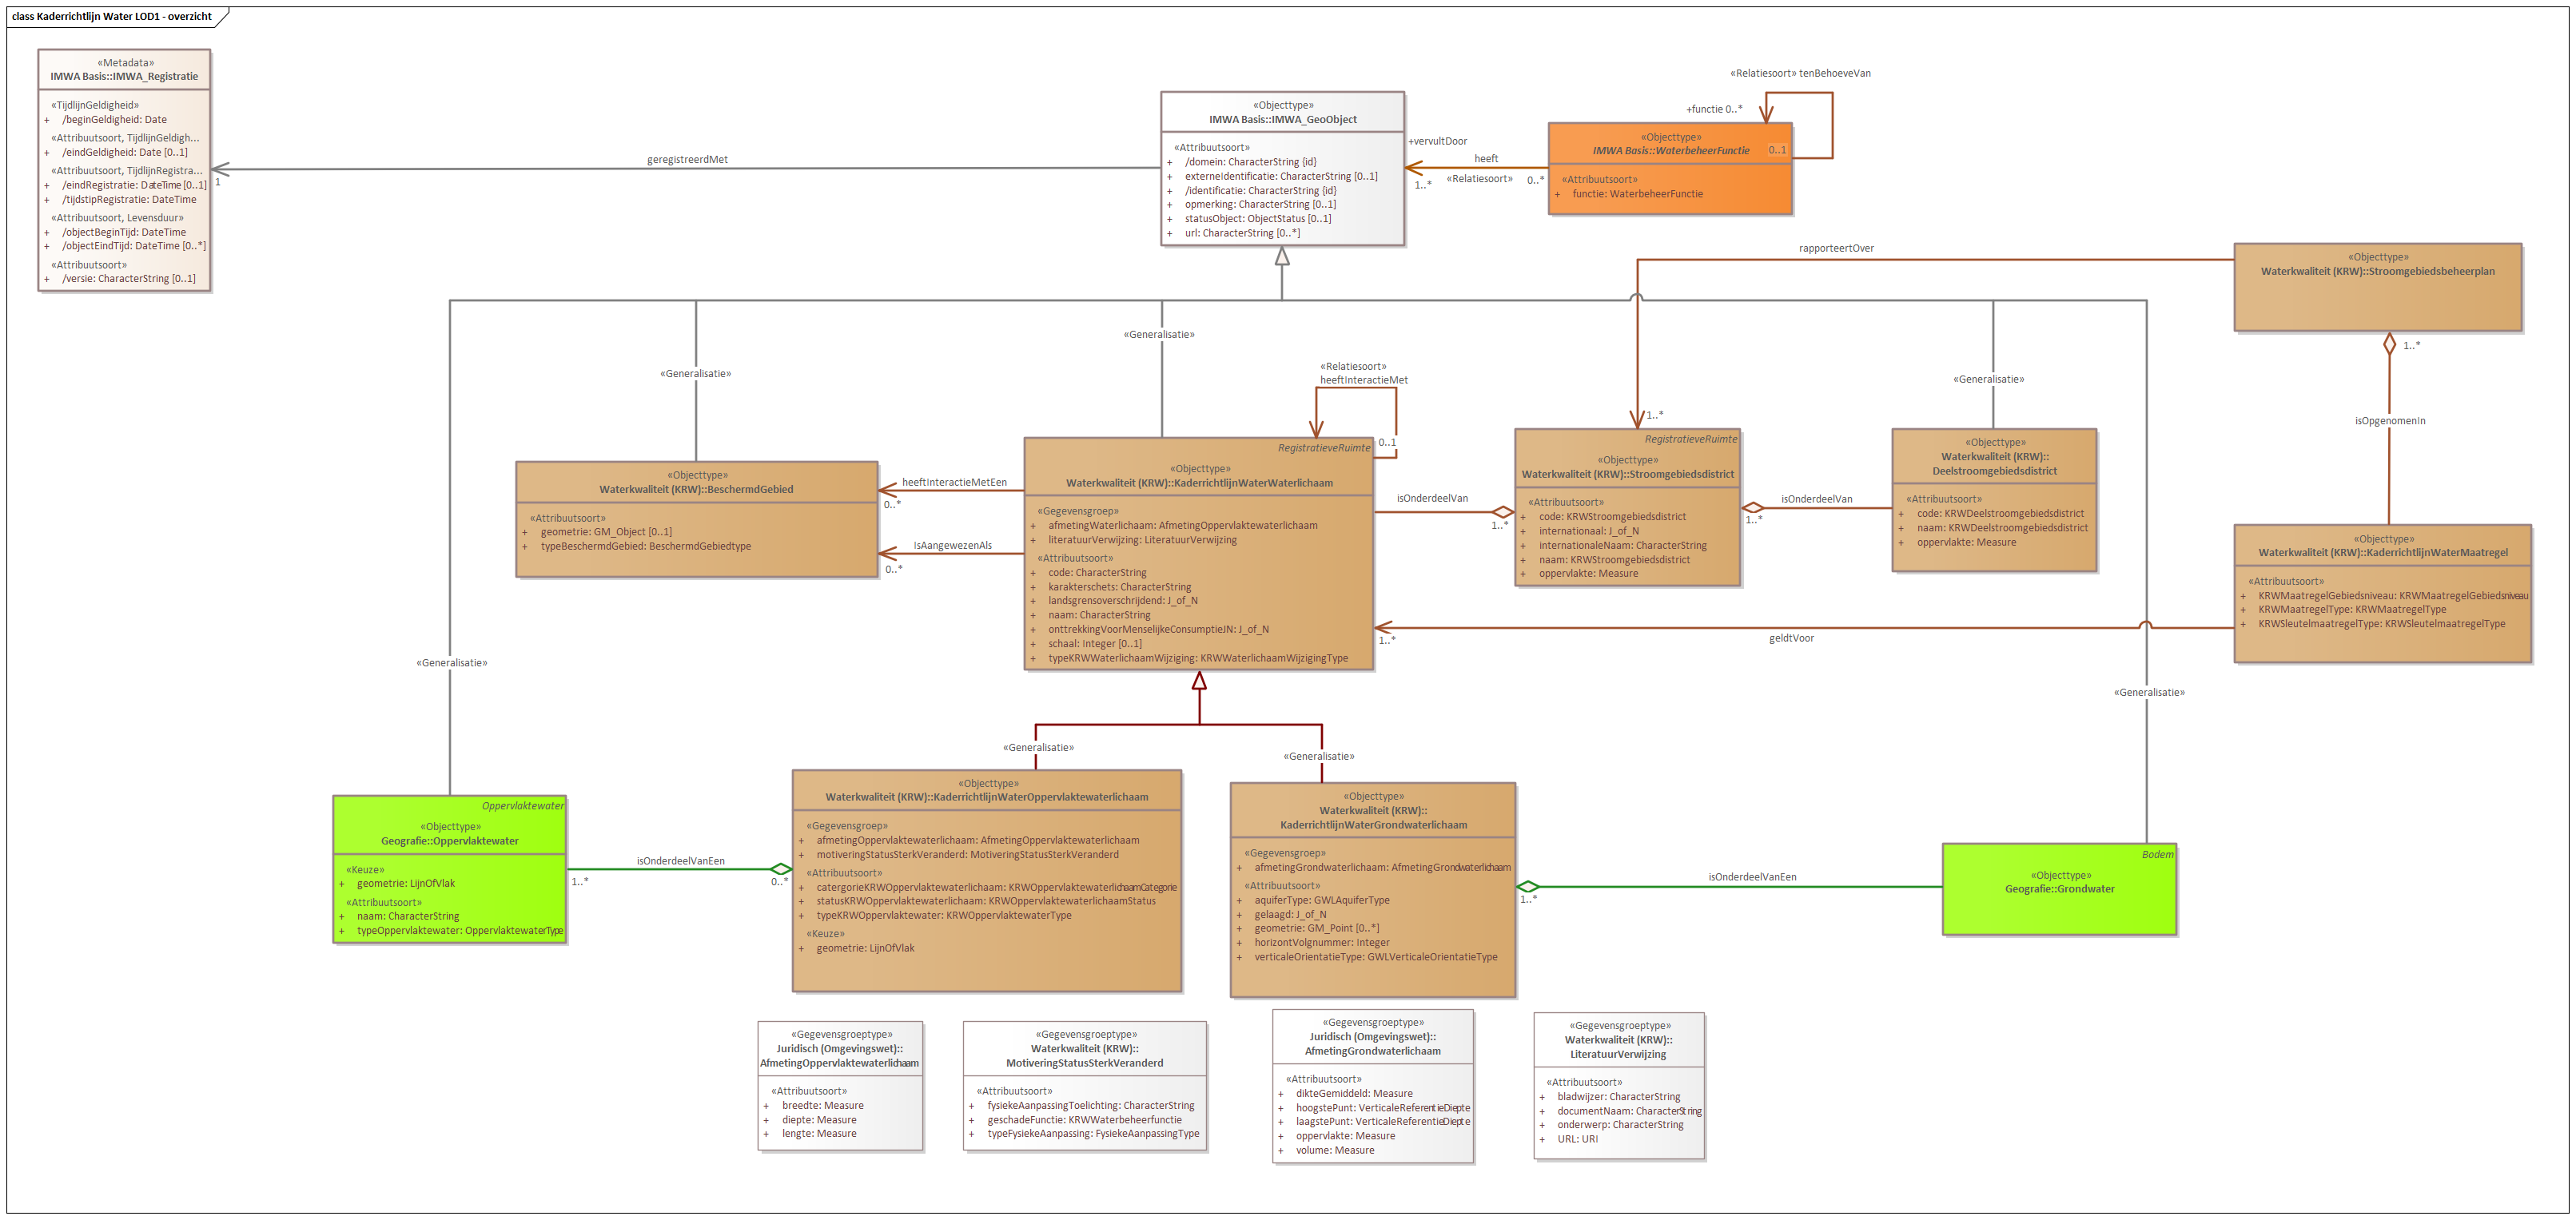 class Kaderrichtlijn Water LOD1 - overzicht
«Metadata»
IMWA Basis::IMWA_Registratie
«TijdlijnGeldigheid»
+ /beginGeldigheid: Date
«Attribuutsoort, TijdlijnGeldigh...
+ /eindGeldigheid: Date [0..1]
«Attribuutsoort, TijdlijnRegistra...
+ /eindRegistratie: DateTime [0..1]
+ /tijdstipRegistratie: DateTime
«Attribuutsoort, Levensduur»
+ /objectBeginTijd: DateTime
+ /objectEindTijd: DateTime [0..*]
«Attribuutsoort»
+ /versie: CharacterString [0..1]
geregistreerdMet
1
«Objecttype»
IMWA Basis::IMWA_GeoObject
«Attribuutsoort»
+ /domein: CharacterString {id}
+ externeIdentificatie: CharacterString [0..1]
+ /identificatie: CharacterString {id}
+ opmerking: CharacterString [0..1]
+ statusObject: ObjectStatus [0..1]
+ url: CharacterString [0..*]
+vervultDoor
heeft
1..*
«Relatiesoort»
0..*
«Relatiesoort» tenBehoeveVan
+functie 0..*
«Objecttype»
IMWA Basis::WaterbeheerFunctie
0..1
«Attribuutsoort»
+ functie: WaterbeheerFunctie
rapporteertOver
1..*
«Objecttype»
Waterkwaliteit (KRW)::Stroomgebiedsbeheerplan
1..*
isOpgenomenIn
«Generalisatie»
«Generalisatie»
«Generalisatie»
«Generalisatie»
«Generalisatie»
«Relatiesoort»
heeftInteractieMet
0..1
«Objecttype»
Waterkwaliteit (KRW)::BeschermdGebied
«Attribuutsoort»
+ geometrie: GM_Object [0..1]
+ typeBeschermdGebied: BeschermdGebiedtype
heeftInteractieMetEen
0..*
IsAangewezenAls
0..*
RegistratieveRuimte
«Objecttype»
Waterkwaliteit (KRW)::KaderrichtlijnWaterWaterlichaam
«Gegevensgroep»
+ afmetingWaterlichaam: AfmetingOppervlaktewaterlichaam
+ literatuurVerwijzing: LiteratuurVerwijzing
«Attribuutsoort»
+ code: CharacterString
+ karakterschets: CharacterString
+ landsgrensoverschrijdend: J_of_N
+ naam: CharacterString
+ onttrekkingVoorMenselijkeConsumptieJN: J_of_N
+ schaal: Integer [0..1]
+ typeKRWWaterlichaamWijziging: KRWWaterlichaamWijzigingType
isOnderdeelVan
1..*
RegistratieveRuimte
«Objecttype»
Waterkwaliteit (KRW)::Stroomgebiedsdistrict
«Attribuutsoort»
+ code: KRWStroomgebiedsdistrict
+ internationaal: J_of_N
+ internationaleNaam: CharacterString
+ naam: KRWStroomgebiedsdistrict
+ oppervlakte: Measure
isOnderdeelVan
1..*
«Objecttype»
Waterkwaliteit (KRW)::
Deelstroomgebiedsdistrict
«Attribuutsoort»
+ code: KRWDeelstroomgebiedsdistrict
+ naam: KRWDeelstroomgebiedsdistrict
+ oppervlakte: Measure
«Objecttype»
Waterkwaliteit (KRW)::KaderrichtlijnWaterMaatregel
«Attribuutsoort»
+ KRWMaatregelGebiedsniveau: KRWMaatregelGebiedsniveau
+ KRWMaatregelType: KRWMaatregelType
+ KRWSleutelmaatregelType: KRWSleutelmaatregelType
1..*
geldtVoor
«Generalisatie»
«Generalisatie»
Oppervlaktewater
«Objecttype»
Geografie::Oppervlaktewater
«Keuze»
+ geometrie: LijnOfVlak
«Attribuutsoort»
+ naam: CharacterString
+ typeOppervlaktewater: OppervlaktewaterType
isOnderdeelVanEen
1..*
0..*
«Objecttype»
Waterkwaliteit (KRW)::KaderrichtlijnWaterOppervlaktewaterlichaam
«Gegevensgroep»
+ afmetingOppervlaktewaterlichaam: AfmetingOppervlaktewaterlichaam
+ motiveringStatusSterkVeranderd: MotiveringStatusSterkVeranderd
«Attribuutsoort»
+ catergorieKRWOppervlaktewaterlichaam: KRWOppervlaktewaterlichaamCategorie
+ statusKRWOppervlaktewaterlichaam: KRWOppervlaktewaterlichaamStatus
+ typeKRWOppervlaktewater: KRWOppervlaktewaterType
«Keuze»
+ geometrie: LijnOfVlak
«Objecttype»
Waterkwaliteit (KRW)::
KaderrichtlijnWaterGrondwaterlichaam
«Gegevensgroep»
+ afmetingGrondwaterlichaam: AfmetingGrondwaterlichaam
«Attribuutsoort»
+ aquiferType: GWLAquiferType
+ gelaagd: J_of_N
+ geometrie: GM_Point [0..*]
+ horizontVolgnummer: Integer
+ verticaleOrientatieType: GWLVerticaleOrientatieType
isOnderdeelVanEen
1..*
Bodem
«Objecttype»
Geografie::Grondwater
«Gegevensgroeptype»
Juridisch (Omgevingswet)::
AfmetingOppervlaktewaterlichaam
«Attribuutsoort»
+ breedte: Measure
+ diepte: Measure
+ lengte: Measure
«Gegevensgroeptype»
Waterkwaliteit (KRW)::
MotiveringStatusSterkVeranderd
«Attribuutsoort»
+ fysiekeAanpassingToelichting: CharacterString
+ geschadeFunctie: KRWWaterbeheerfunctie
+ typeFysiekeAanpassing: FysiekeAanpassingType
«Gegevensgroeptype»
Juridisch (Omgevingswet)::
AfmetingGrondwaterlichaam
«Attribuutsoort»
+ dikteGemiddeld: Measure
+ hoogstePunt: VerticaleReferentieDiepte
+ laagstePunt: VerticaleReferentieDiepte
+ oppervlakte: Measure
+ volume: Measure
«Gegevensgroeptype»
Waterkwaliteit (KRW)::
LiteratuurVerwijzing
«Attribuutsoort»
+ bladwijzer: CharacterString
+ documentNaam: CharacterString
+ onderwerp: CharacterString
+ URL: URI